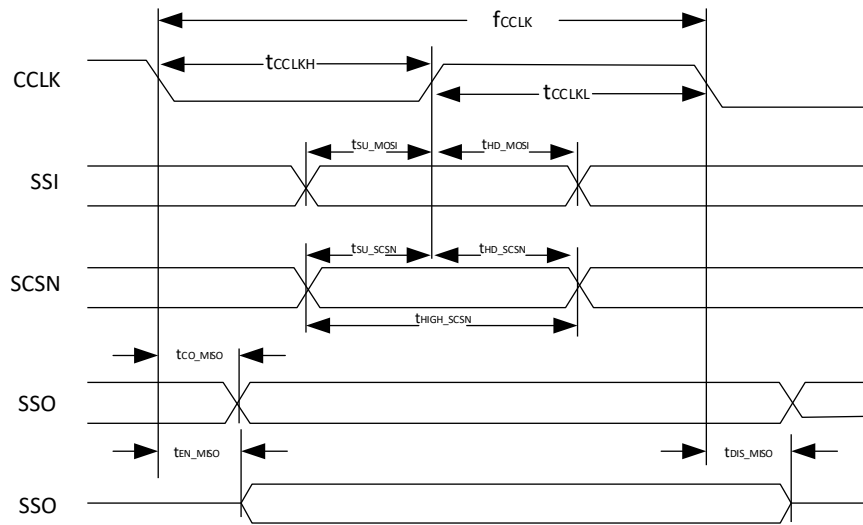 fCCLK
CCLK
tCCLKH
tCCLKL
tSU_MOSI
tHD_MOSI
SSI
tSU_SCSN
tHD_SCSN
SCSN
tHIGH_SCSN
tCO_MISO
SSO
tEN_MISO
tDIS_MISO
SSO